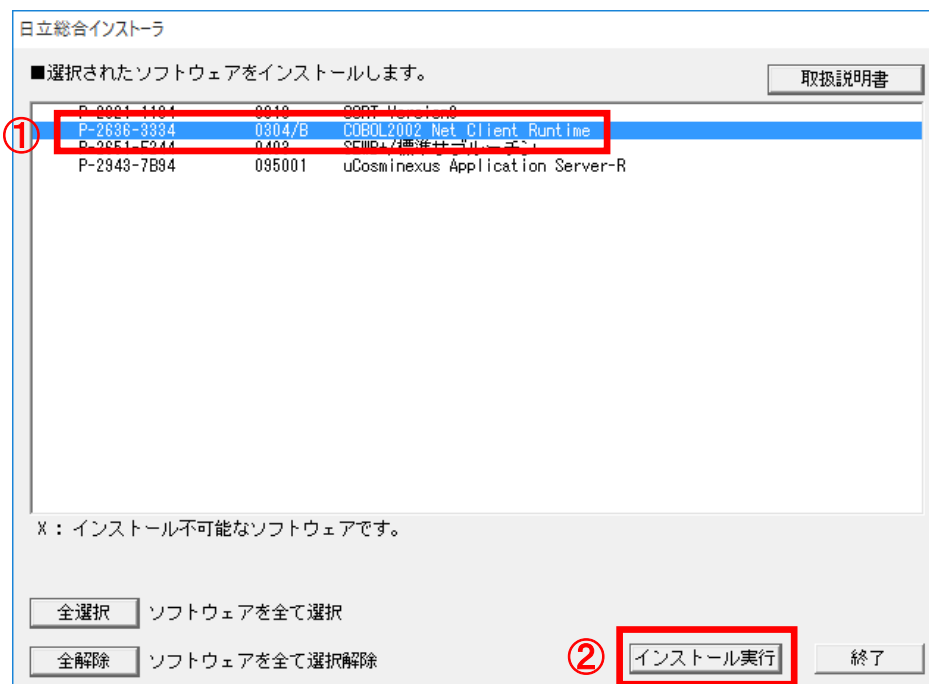 日立総合インストーラ
■選択されたソフトウェアをインストールします。
取扱説明書
①
P-2636-3334 0304/B COBOL2002 Net Client Runtime
P-2943-7B94 095001 uCosminexus Application Server-R
X : インストール不可能なソフトウェアです。
全選択 ソフトウェアを全て選択
全解除 ソフトウェアを全て選択解除
② インストール実行 終了